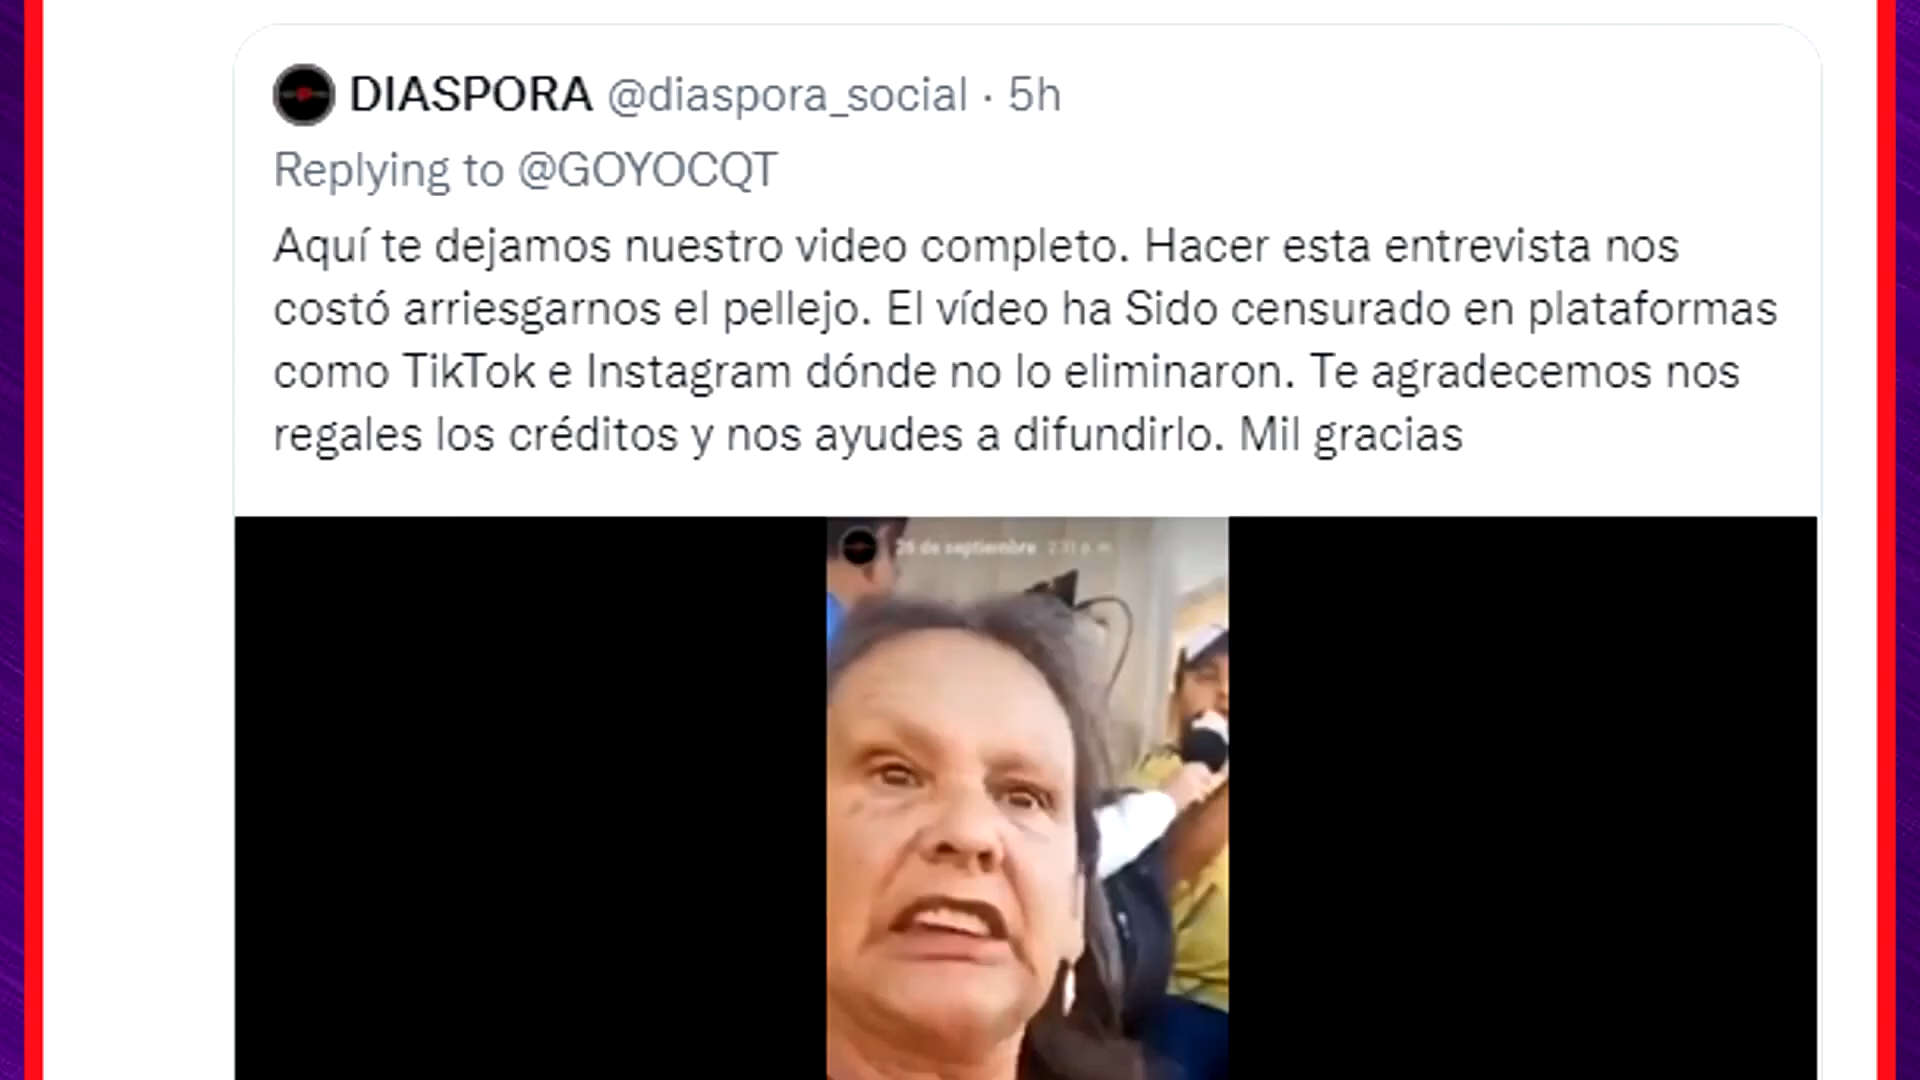 DIASPORA @diaspora_social · 5h
Replying to @GOYOCQT
Aquí te dejamos nuestro video completo. Hacer esta entrevista nos
costó arriesgarnos el pellejo. El vídeo ha Sido censurado en plataformas
como TikTok e Instagram dónde no lo eliminaron. Te agradecemos nos
regales los créditos y nos ayudes a difundirlo. Mil gracias
de septiembre